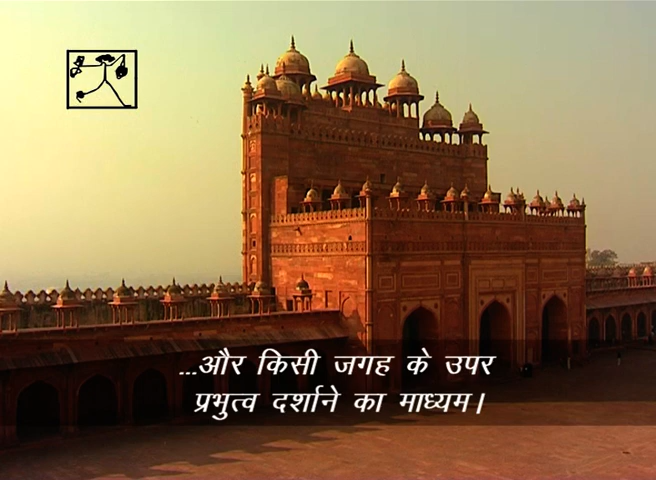 ...और किसी जगह के उपर
प्रभुत्व दर्शाने का माध्यम।